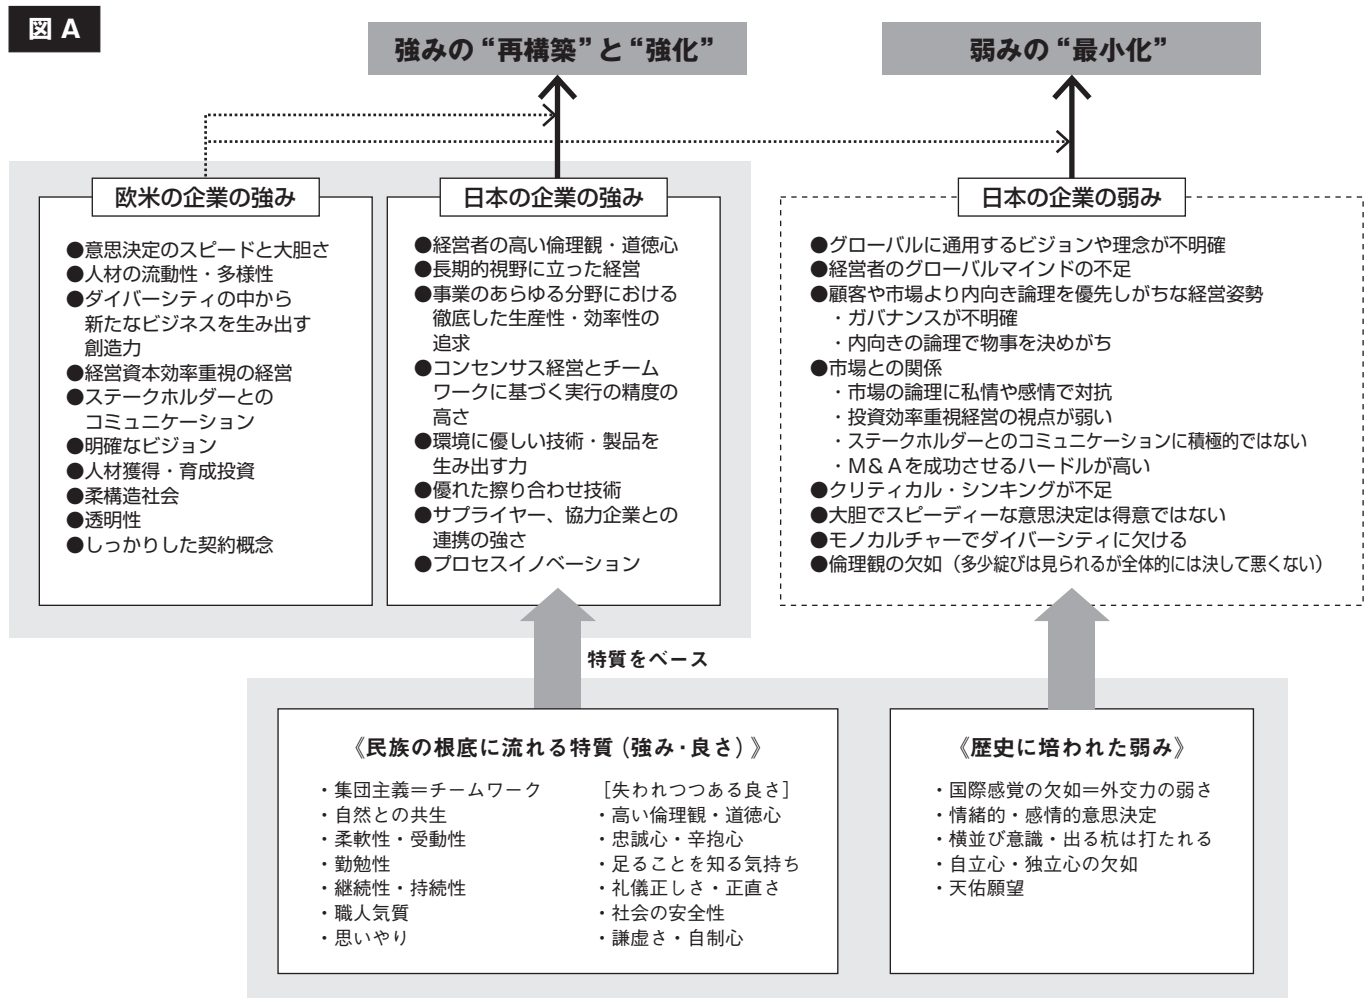 図 A
強みの“再構築”と“強化”
弱みの“最小化”
欧米の企業の強み
●意思決定のスピードと大胆さ
●人材の流動性・多様性
●ダイバーシティの中から
新たなビジネスを生み出す
創造力
●経営資本効率重視の経営
●ステークホルダーとの
コミュニケーション
●明確なビジョン
●人材獲得・育成投資
●柔構造社会
●透明性
●しっかりした契約概念
日本の企業の強み
●経営者の高い倫理観・道徳心
●長期的視野に立った経営
●事業のあらゆる分野における
徹底した生産性・効率性の
追求
●コンセンサス経営とチーム
ワークに基づく実行の精度の
高さ
●環境に優しい技術・製品を
生み出す力
●優れた擦り合わせ技術
●サプライヤー、協力企業との
連携の強さ
●プロセスイノベーション
日本の企業の弱み
●グローバルに通用するビジョンや理念が不明確
●経営者のグローバルマインドの不足
●顧客や市場より内向き論理を優先しがちな経営姿勢
・ガバナンスが不明確
・内向きの論理で物事を決めがち
●市場との関係
・市場の論理に私情や感情で対抗
・投資効率重視経営の視点が弱い
・ステークホルダーとのコミュニケーションに積極的ではない
・M&Aを成功させるハードルが高い
●クリティカル・シンキングが不足
●大胆でスピーディーな意思決定は得意ではない
●モノカルチャーでダイバーシティに欠ける
●倫理観の欠如（多少綻びは見られるが全体的には決して悪くない）
特質をベース
《民族の根底に流れる特質（強み・良さ）》
・集団主義＝チームワーク
・自然との共生
・柔軟性・受動性
・勤勉性
・継続性・持続性
・職人気質
・思いやり
［失われつつある良さ］
・高い倫理観・道徳心
・忠誠心・辛抱心
・足ることを知る気持ち
・礼儀正しさ・正直さ
・社会の安全性
・謙虚さ・自制心
《歴史に培われた弱み》
・国際感覚の欠如＝外交力の弱さ
・情緒的・感情的意思決定
・横並び意識・出る杭は打たれる
・自立心・独立心の欠如
・天佑願望